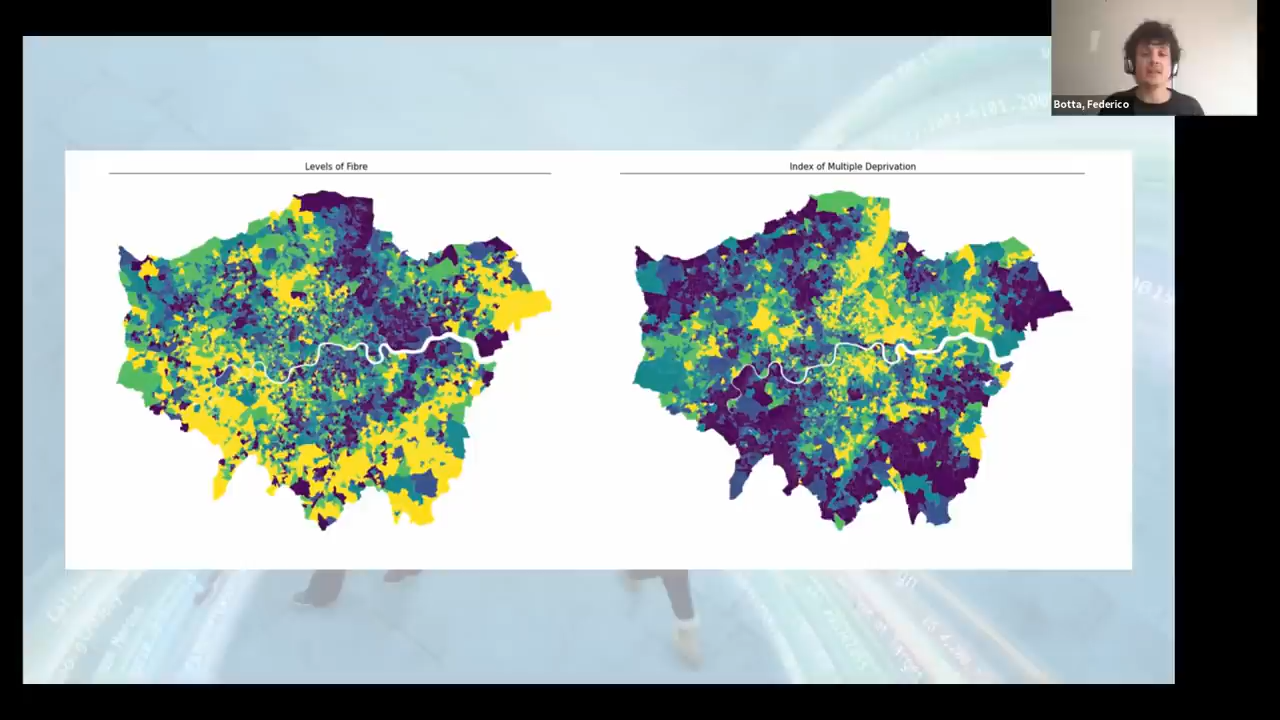 Botta, Federico
Levels of Fibre
Index of Multiple Deprivation